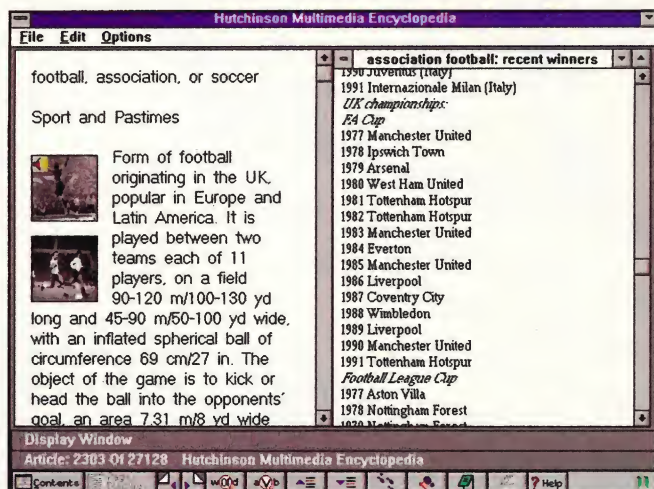 Hutchinson Multimedia Encyclopedia
File Edit Options
football, association, or soccer
Sport and Pastimes
Form of football
originating in the UK,
popular in Europe and
Latin America. It is
played between two
teams each of 11
players, on a field
90-120 m/100-130 yd
long and 45-90 m/50-100 yd wide,
with an inflated spherical ball of
circumference 69 cm/27 in. The
object of the game is to kick or
head the ball into the opponents'
goal, an area 7.31 m/8 yd wide
association football: recent winners
1990 Juventus (Italy)
1991 Internazionale Milan (Italy)
UK championships:
FA Cup
1977 Manchester United
1978 Ipswich Town
1979 Arsenal
1980 West Ham United
1981 Tottenham Hotspur
1982 Tottenham Hotspur
1983 Manchester United
1984 Everton
1985 Manchester United
1986 Liverpool
1987 Coventry City
1988 Wimbledon
1989 Liverpool
1990 Manchester United
1991 Tottenham Hotspur
Football League Cup
1977 Aston Villa
1978 Nottingham Forest
1979 Nottingham Forest
Display Window
Article: 2303 Of 27128 Hutchinson Multimedia Encyclopedia
Contents ? Help